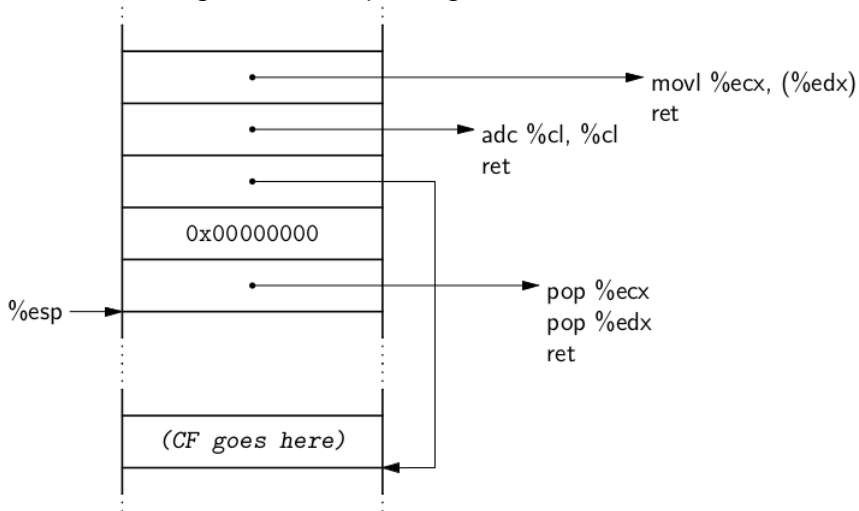 movl %ecx, (%edx)
ret
adc %cl, %cl
ret
0x00000000
%esp
pop %ecx
pop %edx
ret
(CF goes here)